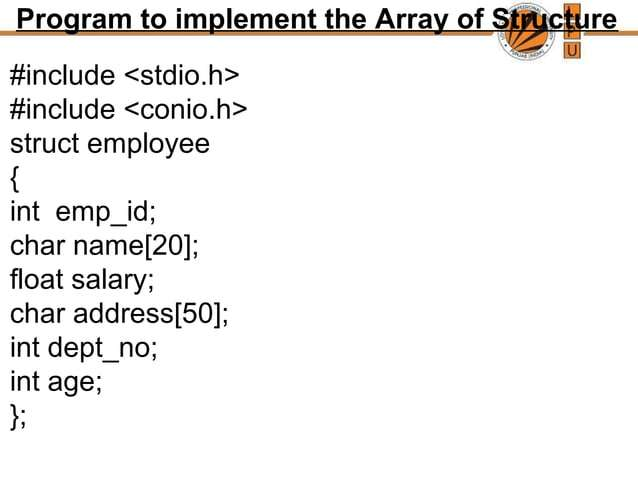 Program to implement the Array of Structure
#include <stdio.h>
#include <conio.h>
struct employee
{
int  emp_id;
char name[20];
float salary;
char address[50];
int dept_no;
int age;
};